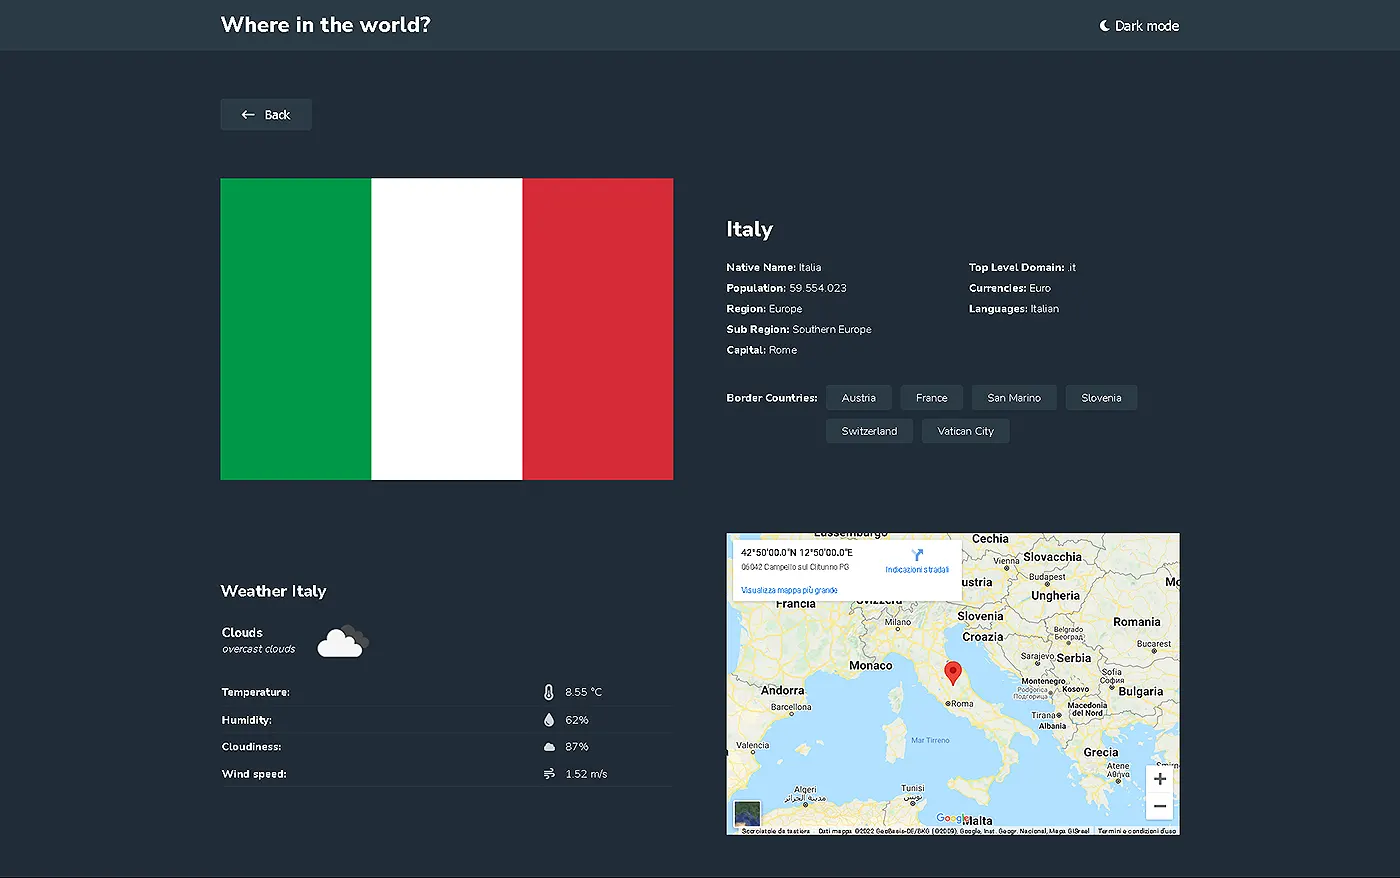 Where in the world?
Dark mode
Back
Italy
Native Name: Italia
Population: 59.554.023
Region: Europe
Sub Region: Southern Europe
Capital: Rome
Top Level Domain: .it
Currencies: Euro
Languages: Italian
Border Countries: Austria France San Marino Slovenia
Switzerland Vatican City
Weather Italy
Clouds
overcast clouds
Temperature: 8.55 °C
Humidity: 62%
Cloudiness: 87%
Wind speed: 1.52 m/s
42°50'00.0"N 12°50'00.0"E
06042 Campello sul Clitunno PG
Indicazioni stradali
Visualizza mappa più grande
Lussemburgo
Cechia
Slovacchia
Vienna
Budapest
Ungheria
Francia
Svizzera
Slovenia
Milano
Croazia
Romania
Belgrado
Београд
Bucarest
Monaco
Sarajevo
Serbia
Andorra
Montenegro
Podgorica
Подгорица
Kosovo
Sofia
София
Bulgaria
Barcellona
Roma
Macedonia
del Nord
Tirana
Albania
Mar Tirreno
Valencia
Grecia
Atene
Αθήνα
Algeri
مدينة الجزائر
Tunisi
تونس
Google
Malta
Scorciatoie da tastiera Dati mappa ©2022 GeoBasis-DE/BKG (©2009), Google, Inst. Geogr. Nacional, Mapa GISrael Termini e condizioni d'uso